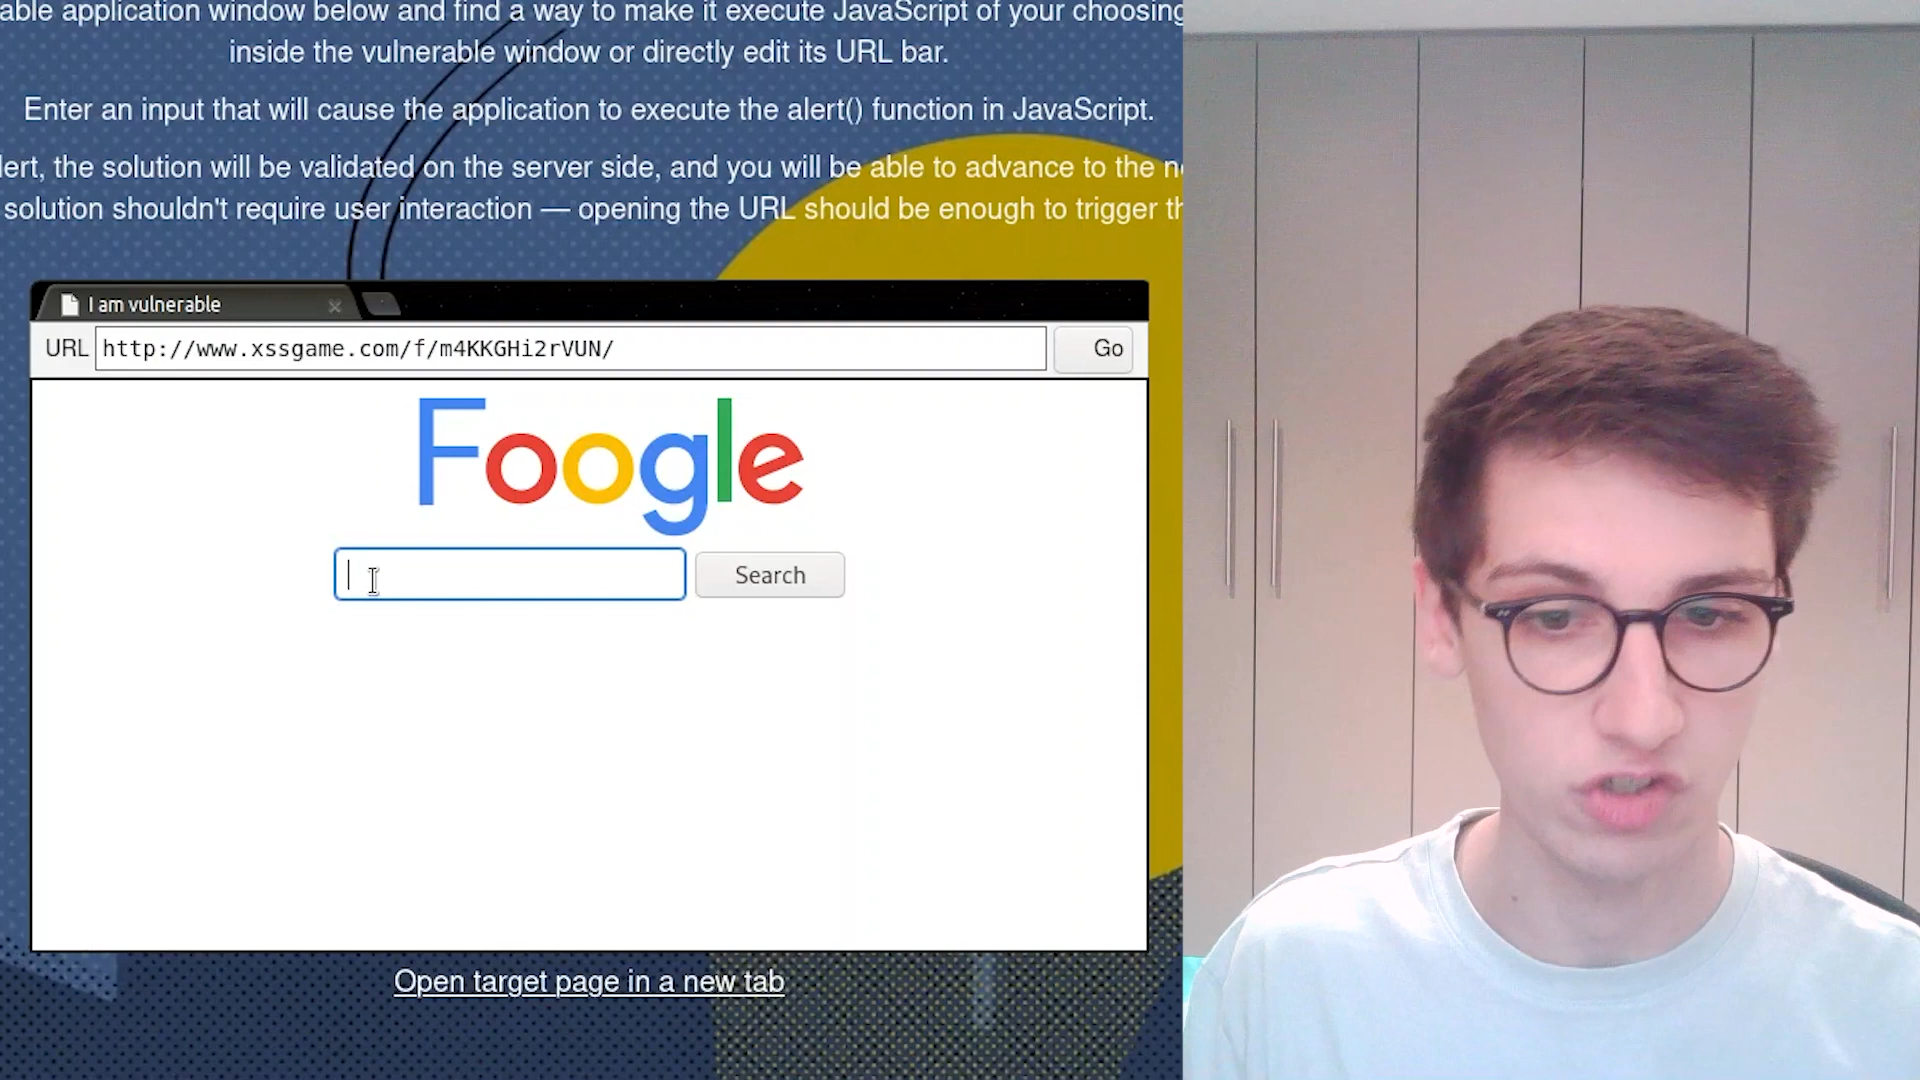 able application window below and find a way to make it execute JavaScript of your choosing
inside the vulnerable window or directly edit its URL bar.
Enter an input that will cause the application to execute the alert() function in JavaScript.
lert, the solution will be validated on the server side, and you will be able to advance to the
solution shouldn't require user interaction — opening the URL should be enough to trigger
I am vulnerable
URL http://www.xssgame.com/f/m4KKGHi2rVUN/ Go
Foogle
Search
Open target page in a new tab